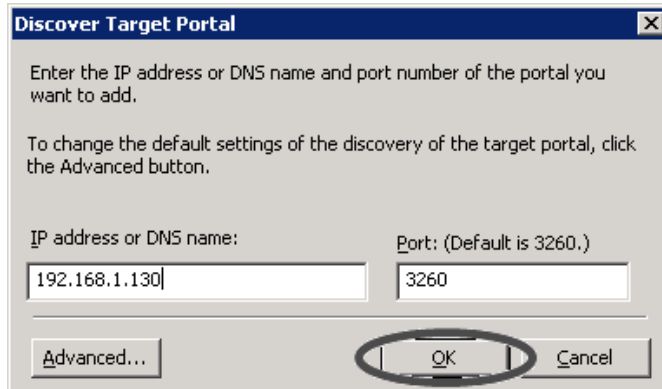 Discover Target Portal
Enter the IP address or DNS name and port number of the portal you
want to add.
To change the default settings of the discovery of the target portal, click
the Advanced button.
IP address or DNS name:
Port: (Default is 3260.)
192.168.1.130
3260
Advanced...
OK
Cancel